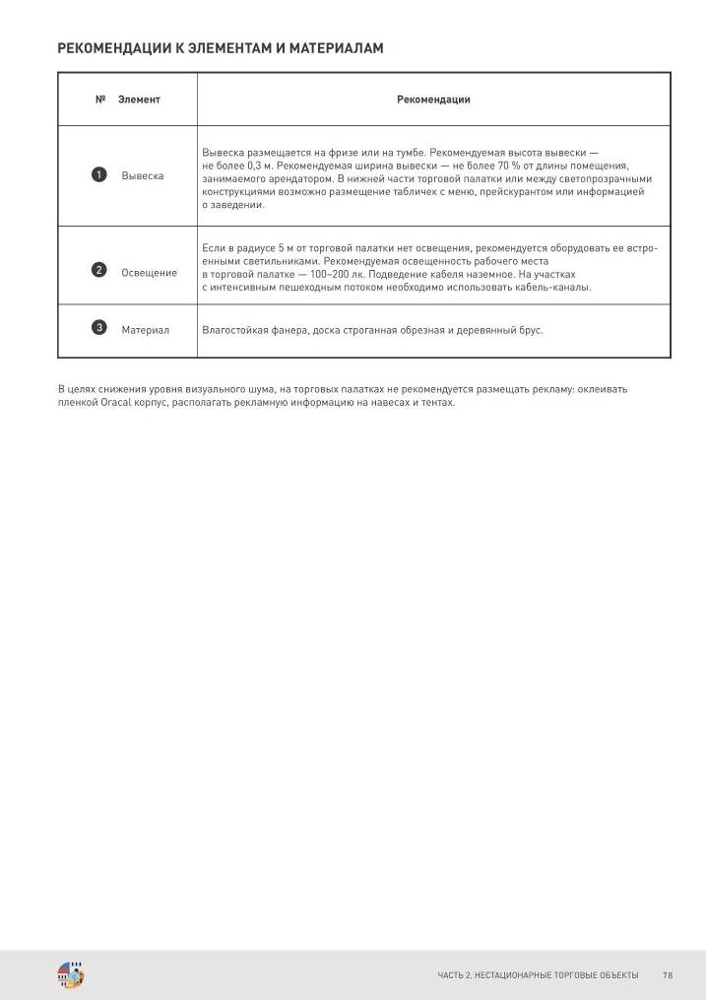 РЕКОМЕНДАЦИИ К ЭЛЕМЕНТАМ И МАТЕРИАЛАМ
№ Элемент Рекомендации
1 Вывеска
Вывеска размещается на фризе или на тумбе. Рекомендуемая высота вывески —
не более 0,3 м. Рекомендуемая ширина вывески — не более 70 % от длины помещения,
занимаемого арендатором. В нижней части торговой палатки или между светопрозрачными
конструкциями возможно размещение табличек с меню, прейскурантом или информацией
о заведении.
2 Освещение
Если в радиусе 5 м от торговой палатки нет освещения, рекомендуется оборудовать ее встро-
енными светильниками. Рекомендуемая освещенность рабочего места
в торговой палатке — 100–200 лк. Подведение кабеля наземное. На участках
с интенсивным пешеходным потоком необходимо использовать кабель-каналы.
3 Материал
Влагостойкая фанера, доска строганная обрезная и деревянный брус.
В целях снижения уровня визуального шума, на торговых палатках не рекомендуется размещать рекламу: оклеивать
пленкой Oracal корпус, располагать рекламную информацию на навесах и тентах.
ЧАСТЬ 2. НЕСТАЦИОНАРНЫЕ ТОРГОВЫЕ ОБЪЕКТЫ 78